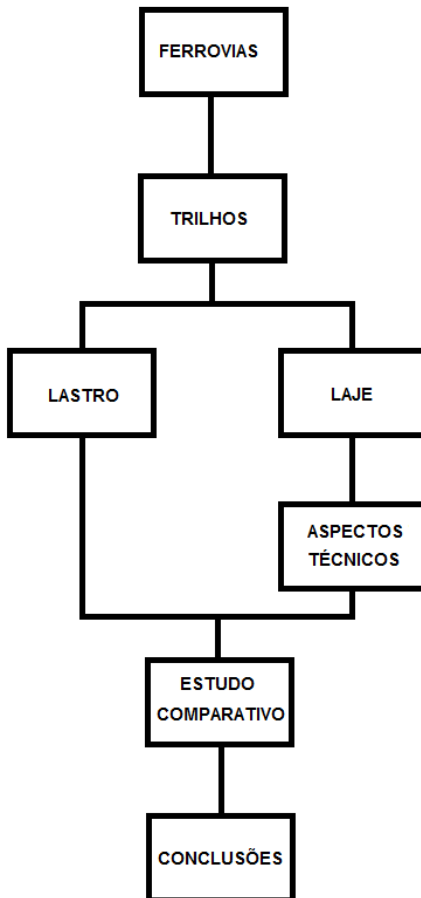 FERROVIAS
TRILHOS
LASTRO
LAJE
ASPECTOS
TÉCNICOS
ESTUDO
COMPARATIVO
CONCLUSÕES